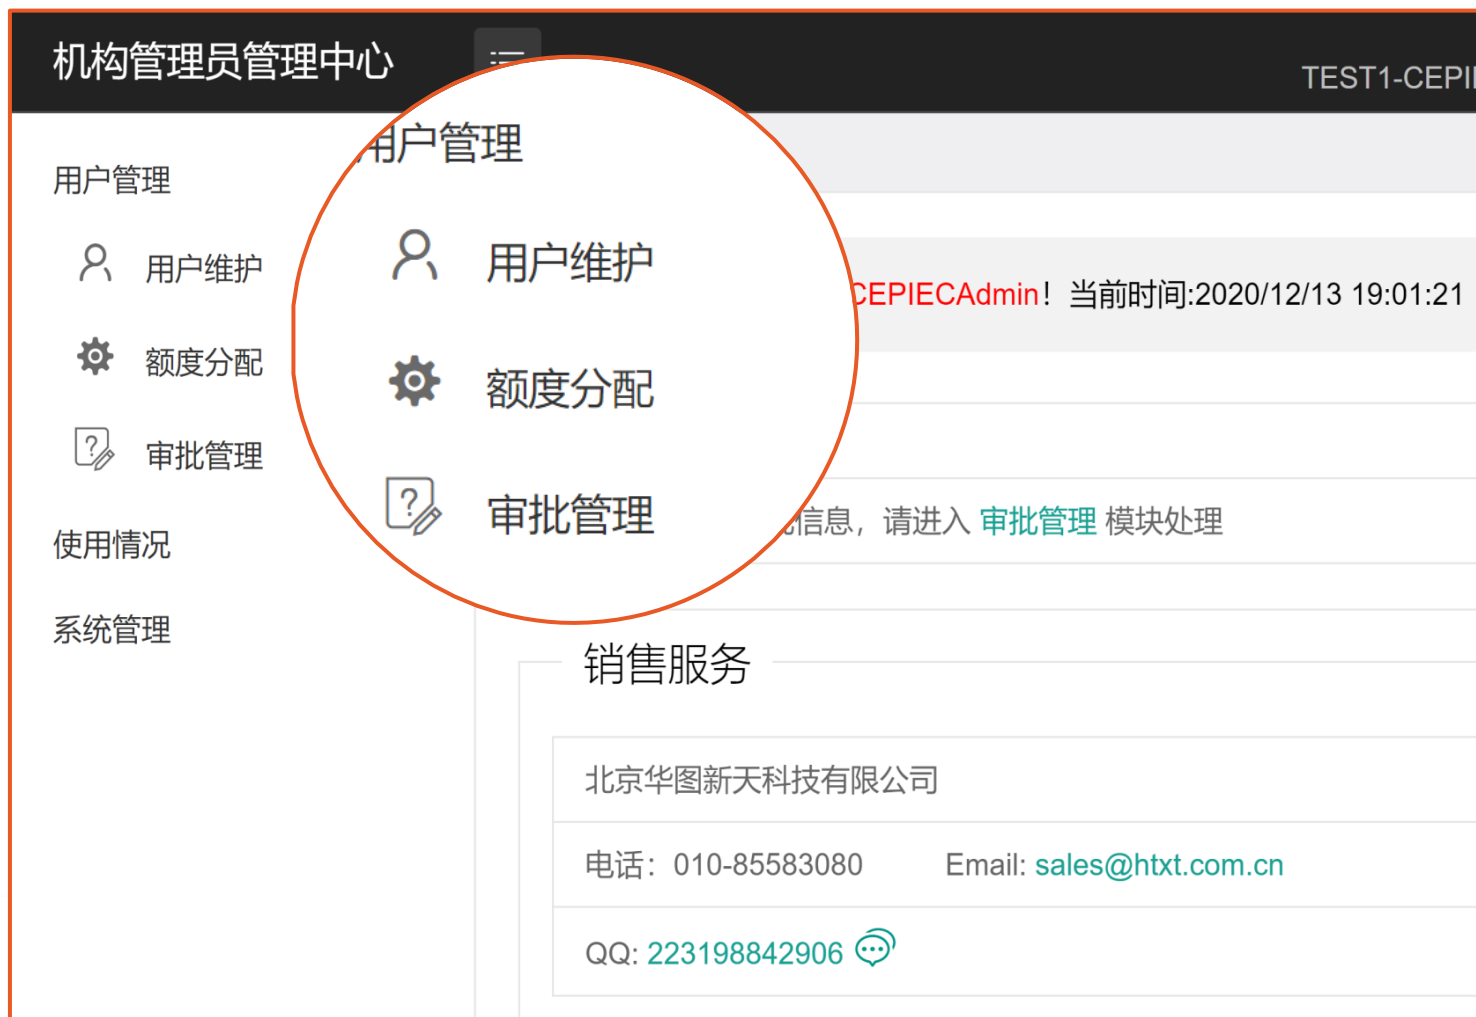 机构管理员管理中心
TEST1-CEPI
用户管理
用户维护
额度分配
审批管理
使用情况
系统管理
用户管理
用户维护
额度分配
审批管理
CEPIECAdmin！当前时间:2020/12/13 19:01:21
信息，请进入 审批管理 模块处理
销售服务
北京华图新天科技有限公司
电话：010-85583080 Email: sales@htxt.com.cn
QQ: 223198842906